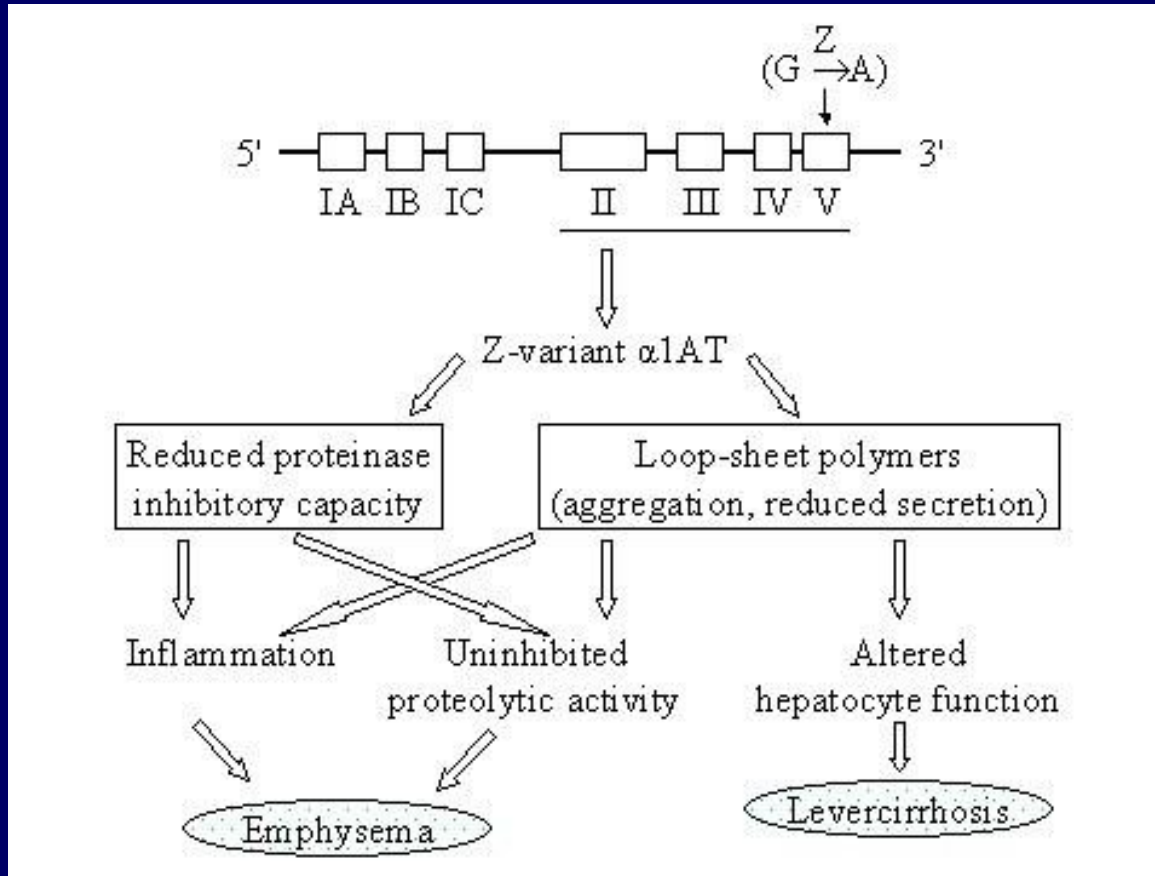 Z
(G →A)
5' 3'
IA IB IC II III IV V
Z-variant α1AT
Reduced proteinase
inhibitory capacity
Loop-sheet polymers
(aggregation, reduced secretion)
Inflammation
Uninhibited
proteolytic activity
Altered
hepatocyte function
Emphysema
Levercirrhosis